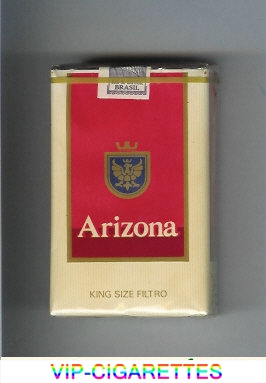 BRASIL
Arizona
KING SIZE FILTRO
VIP-CIGARETTES